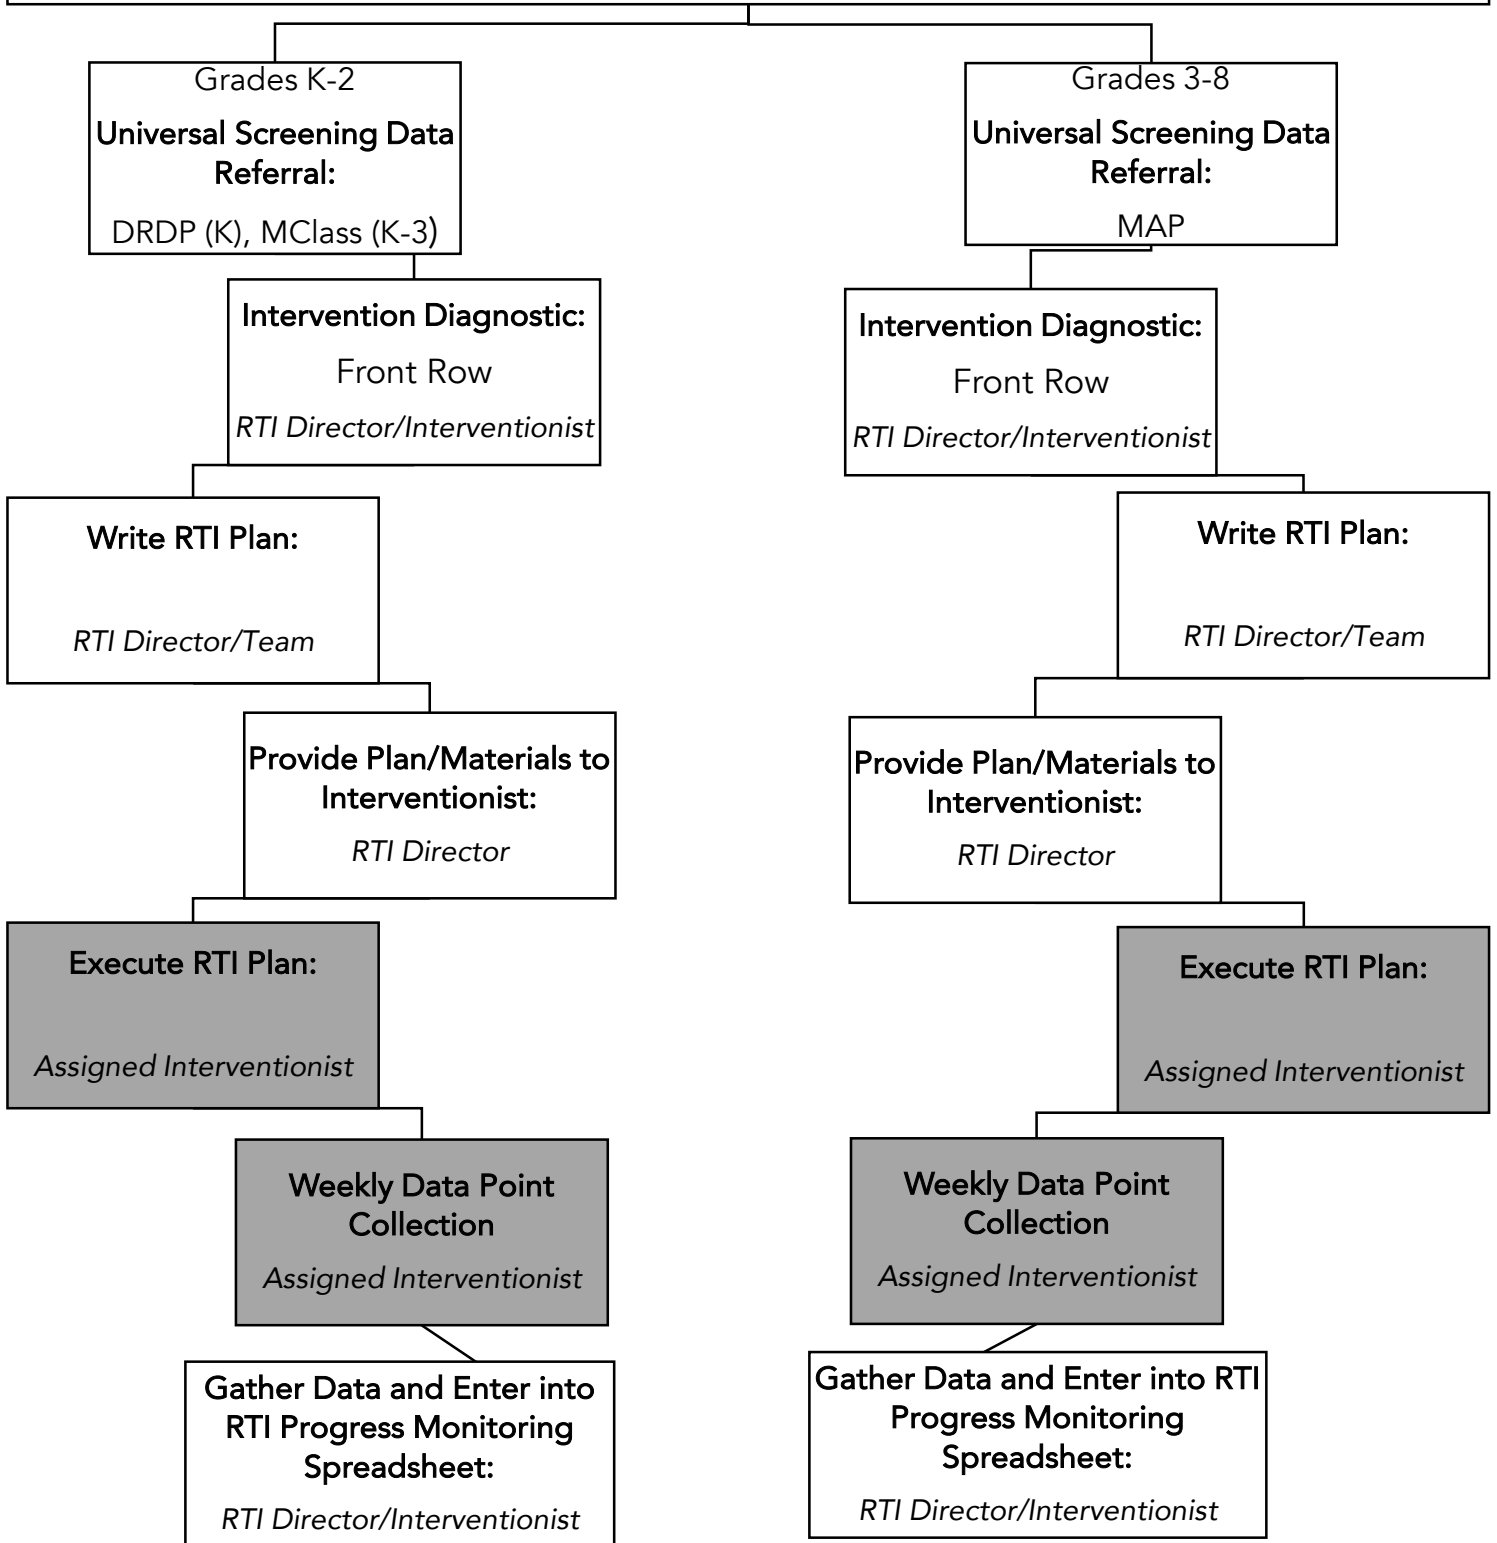 Grades K-2
Universal Screening Data
Referral:
DRDP (K), MClass (K-3)
Intervention Diagnostic:
Front Row
RTI Director/Interventionist
Write RTI Plan:
RTI Director/Team
Provide Plan/Materials to
Interventionist:
RTI Director
Execute RTI Plan:
Assigned Interventionist
Weekly Data Point
Collection
Assigned Interventionist
Gather Data and Enter into
RTI Progress Monitoring
Spreadsheet:
RTI Director/Interventionist
Grades 3-8
Universal Screening Data
Referral:
MAP
Intervention Diagnostic:
Front Row
RTI Director/Interventionist
Write RTI Plan:
RTI Director/Team
Provide Plan/Materials to
Interventionist:
RTI Director
Execute RTI Plan:
Assigned Interventionist
Weekly Data Point
Collection
Assigned Interventionist
Gather Data and Enter into RTI
Progress Monitoring
Spreadsheet:
RTI Director/Interventionist